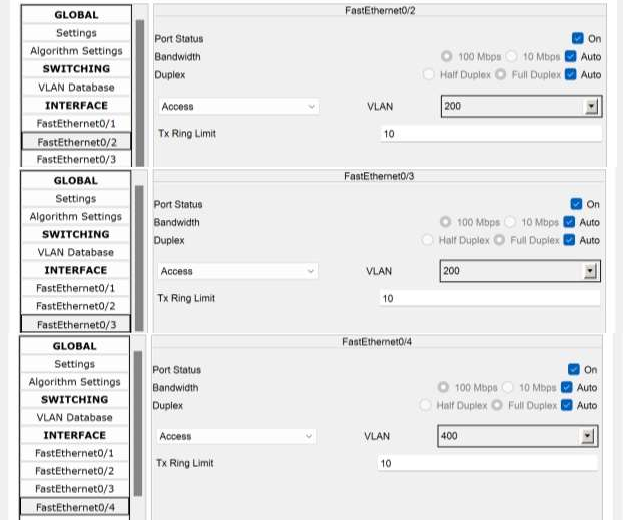 GLOBAL
Settings
Algorithm Settings
SWITCHING
VLAN Database
INTERFACE
FastEthernet0/1
FastEthernet0/2
FastEthernet0/3
FastEthernet0/2
Port Status On
Bandwidth 100 Mbps 10 Mbps Auto
Duplex Half Duplex Full Duplex Auto
Access VLAN 200
Tx Ring Limit 10
GLOBAL
Settings
Algorithm Settings
SWITCHING
VLAN Database
INTERFACE
FastEthernet0/1
FastEthernet0/2
FastEthernet0/3
FastEthernet0/3
Port Status On
Bandwidth 100 Mbps 10 Mbps Auto
Duplex Half Duplex Full Duplex Auto
Access VLAN 200
Tx Ring Limit 10
GLOBAL
Settings
Algorithm Settings
SWITCHING
VLAN Database
INTERFACE
FastEthernet0/1
FastEthernet0/2
FastEthernet0/3
FastEthernet0/4
FastEthernet0/4
Port Status On
Bandwidth 100 Mbps 10 Mbps Auto
Duplex Half Duplex Full Duplex Auto
Access VLAN 400
Tx Ring Limit 10